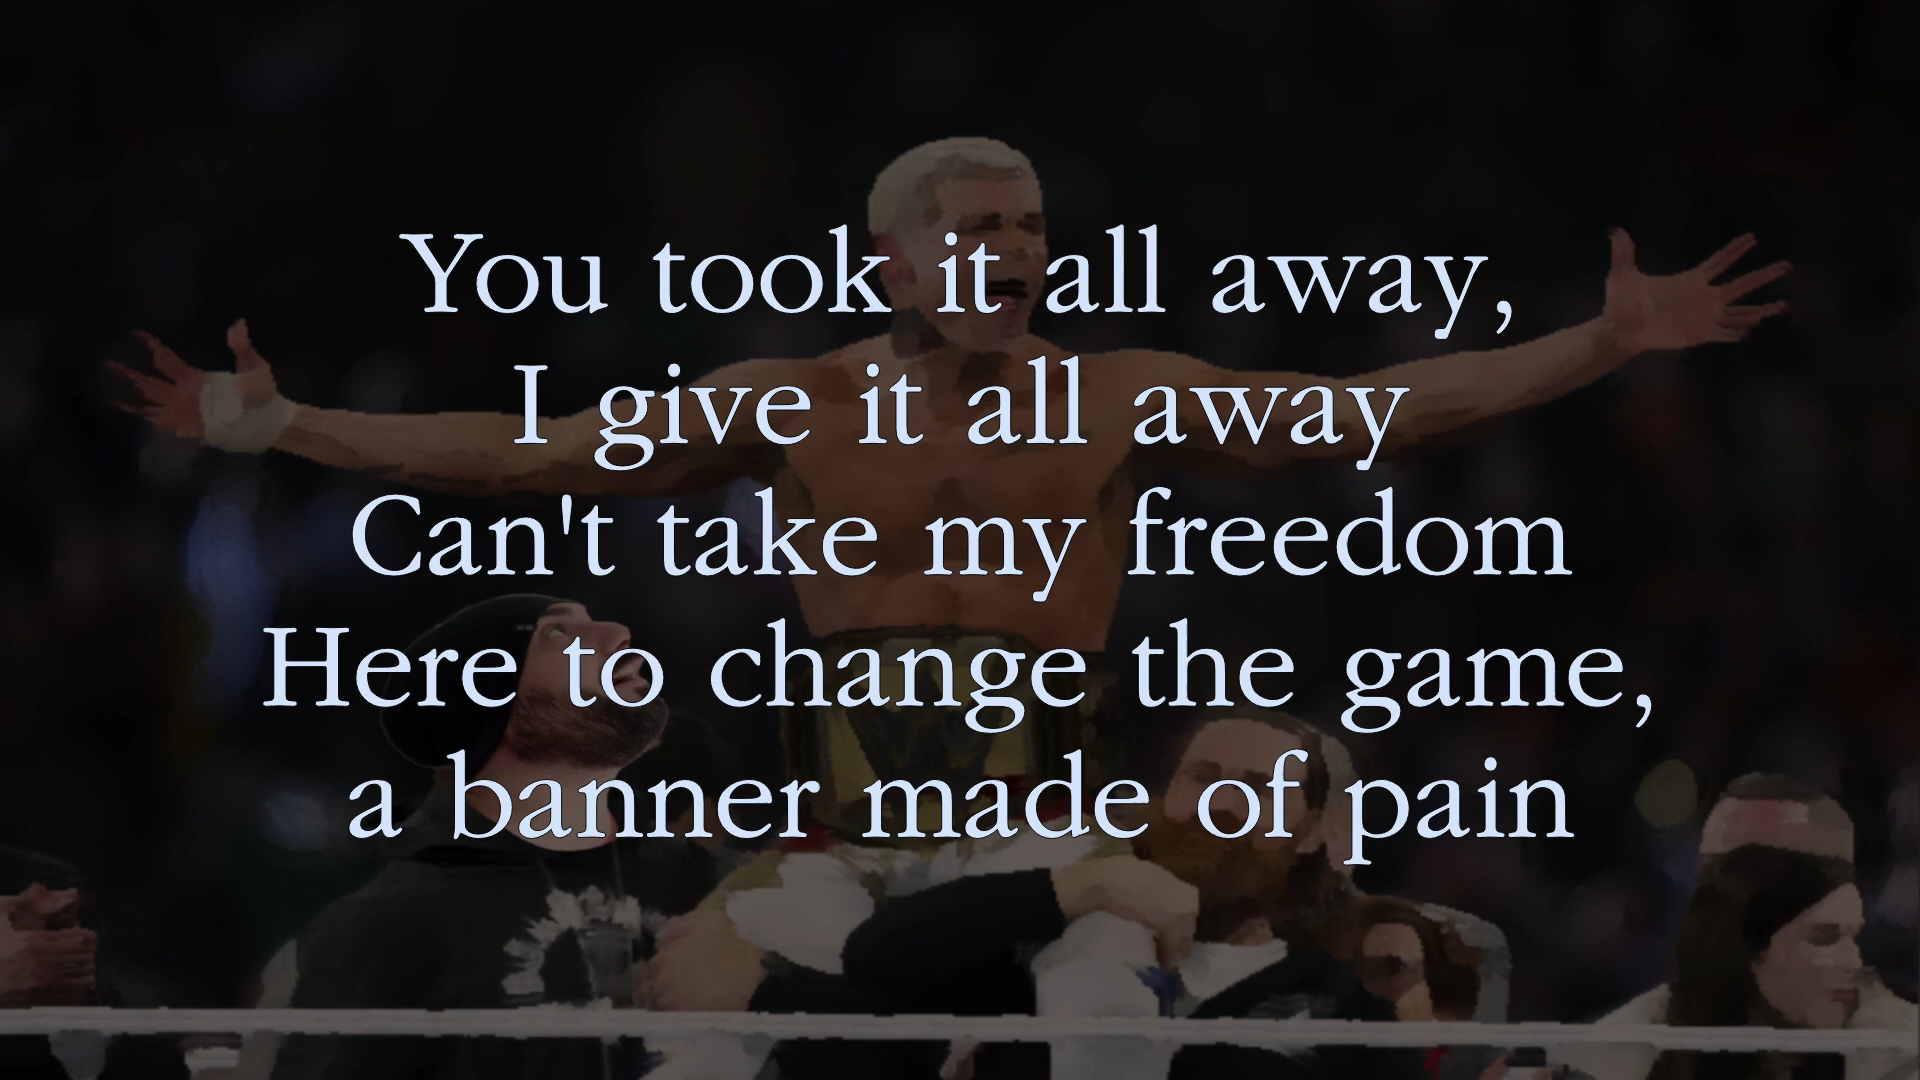 You took it all away,
I give it all away
Can't take my freedom
Here to change the game,
a banner made of pain